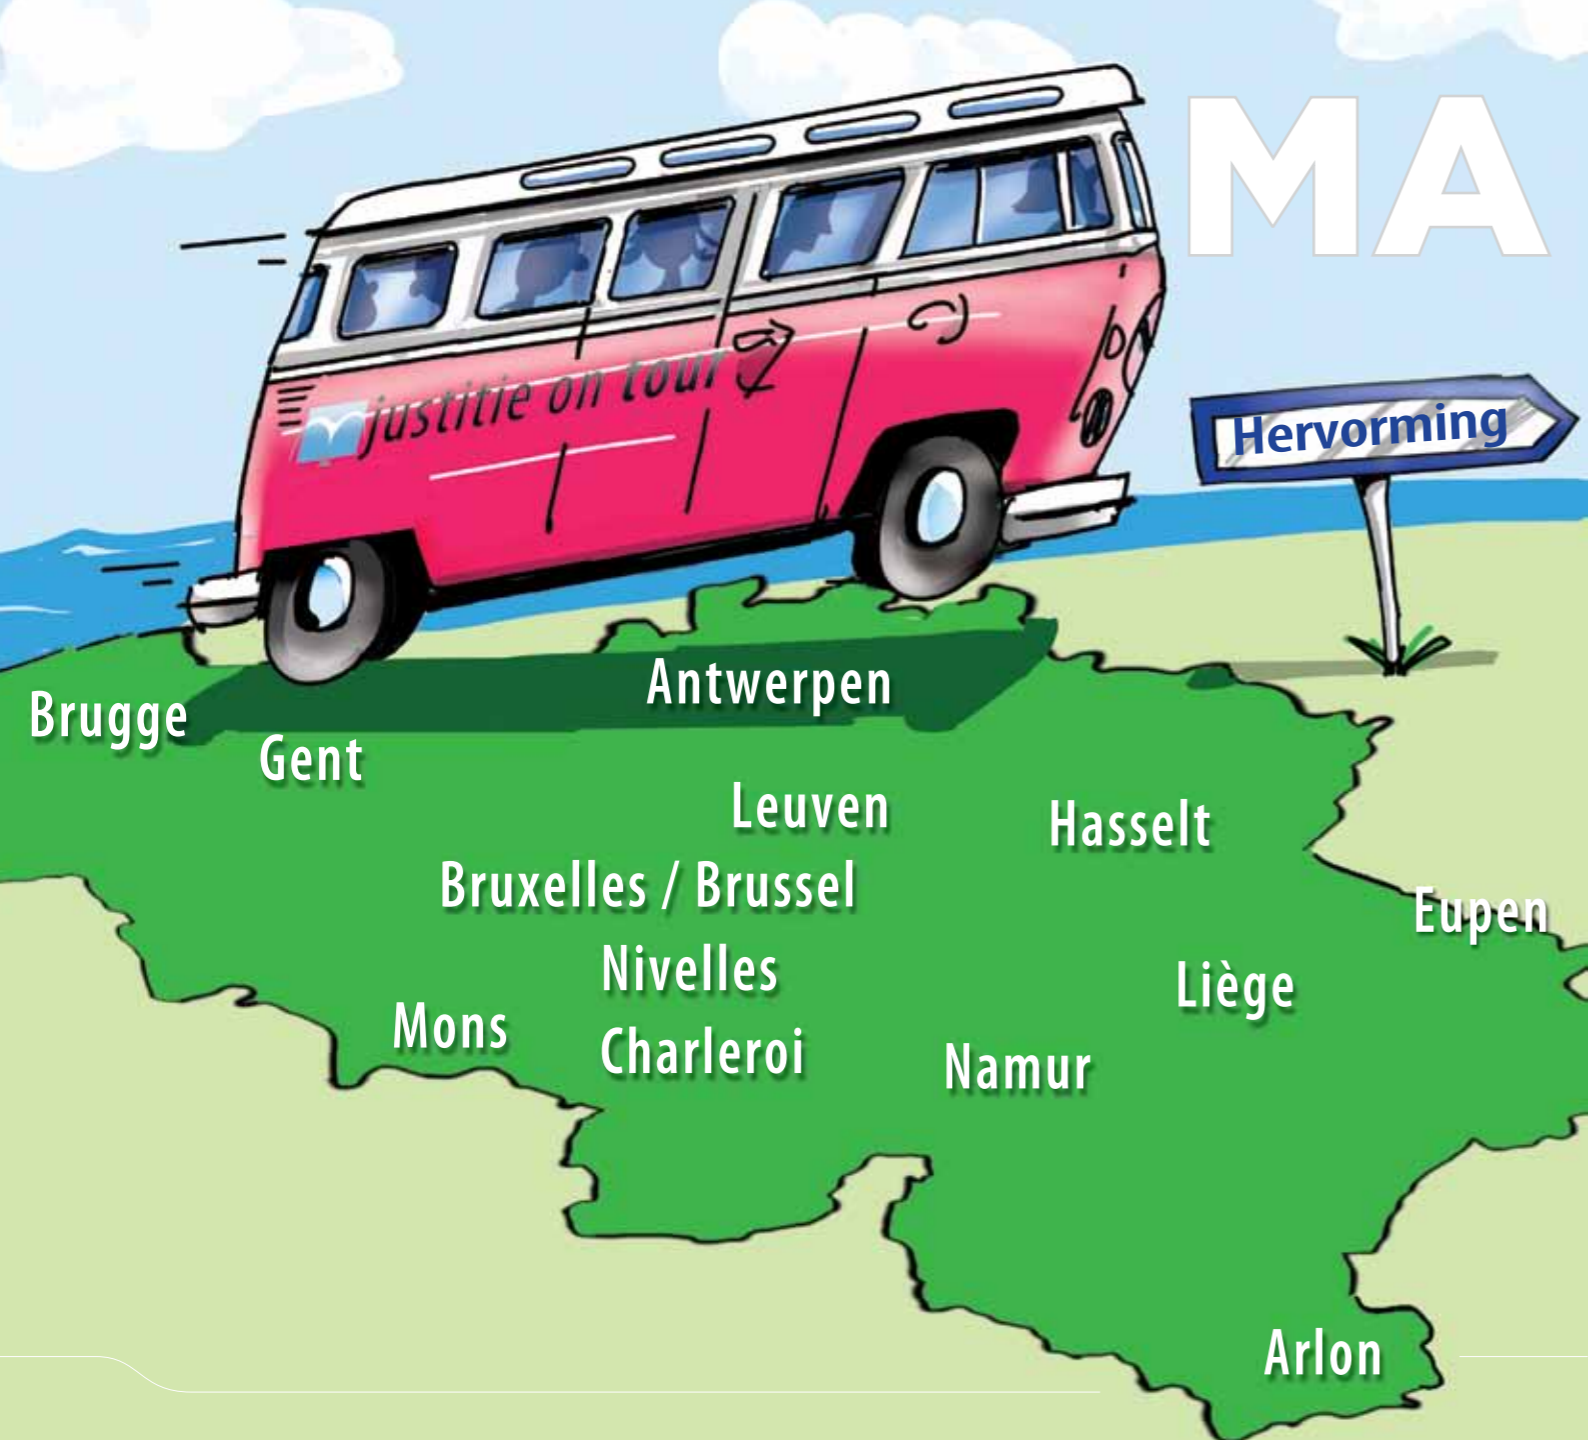 MA
justitie on tour
Hervorming
Antwerpen
Brugge
Gent
Leuven
Hasselt
Bruxelles / Brussel
Eupen
Nivelles
Liège
Mons
Charleroi
Namur
Arlon